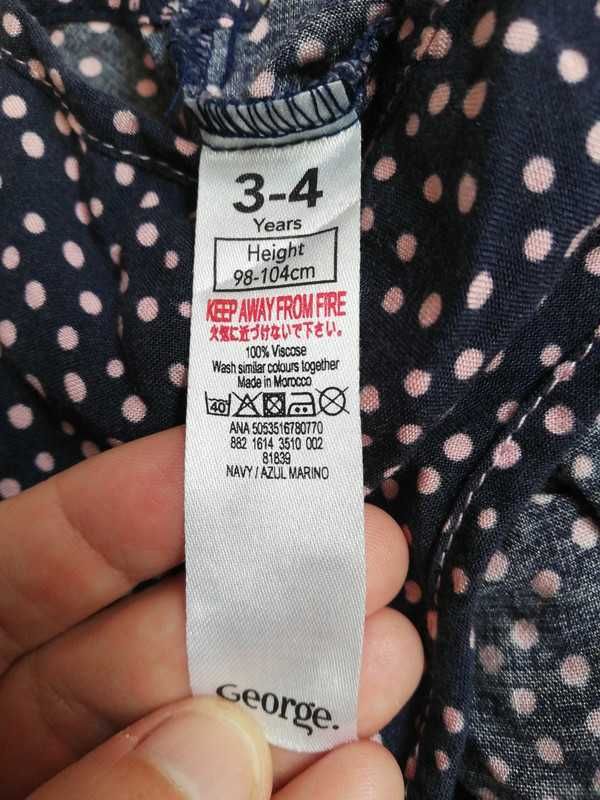 3-4
Years
Height
98-104cm
KEEP AWAY FROM FIRE
火気に近づけないで下さい。
100% Viscose
Wash similar colours together
Made in Morocco
40
ANA 5053516780770
882 1614 3510 002
81839
NAVY / AZUL MARINO
George.